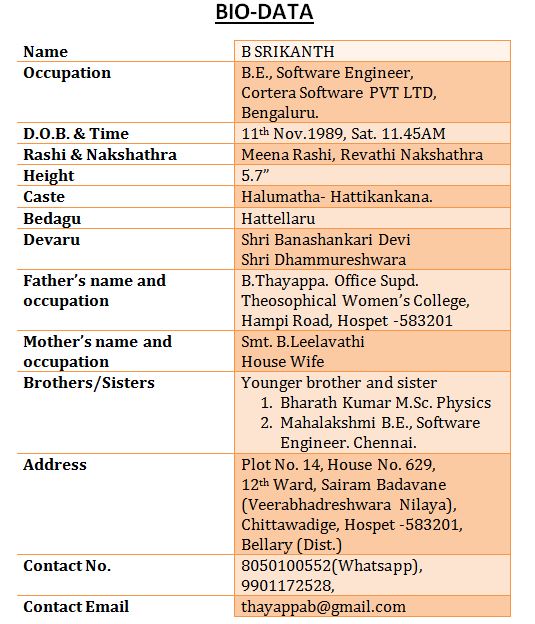 BIO-DATA
Name B SRIKANTH
Occupation B.E., Software Engineer,
Cortera Software PVT LTD,
Bengaluru.
D.O.B. & Time 11th Nov.1989, Sat. 11.45AM
Rashi & Nakshathra Meena Rashi, Revathi Nakshathra
Height 5.7”
Caste Halumatha- Hattikankana.
Bedagu Hattellaru
Devaru Shri Banashankari Devi
Shri Dhammureshwara
Father’s name and B.Thayappa. Office Supd.
occupation Theosophical Women’s College,
Hampi Road, Hospet -583201
Mother’s name and Smt. B.Leelavathi
occupation House Wife
Brothers/Sisters Younger brother and sister
1. Bharath Kumar M.Sc. Physics
2. Mahalakshmi B.E., Software
Engineer. Chennai.
Address Plot No. 14, House No. 629,
12th Ward, Sairam Badavane
(Veerabhadreshwara Nilaya),
Chittawadige, Hospet -583201,
Bellary (Dist.)
Contact No. 8050100552(Whatsapp),
9901172528,
Contact Email thayappab@gmail.com